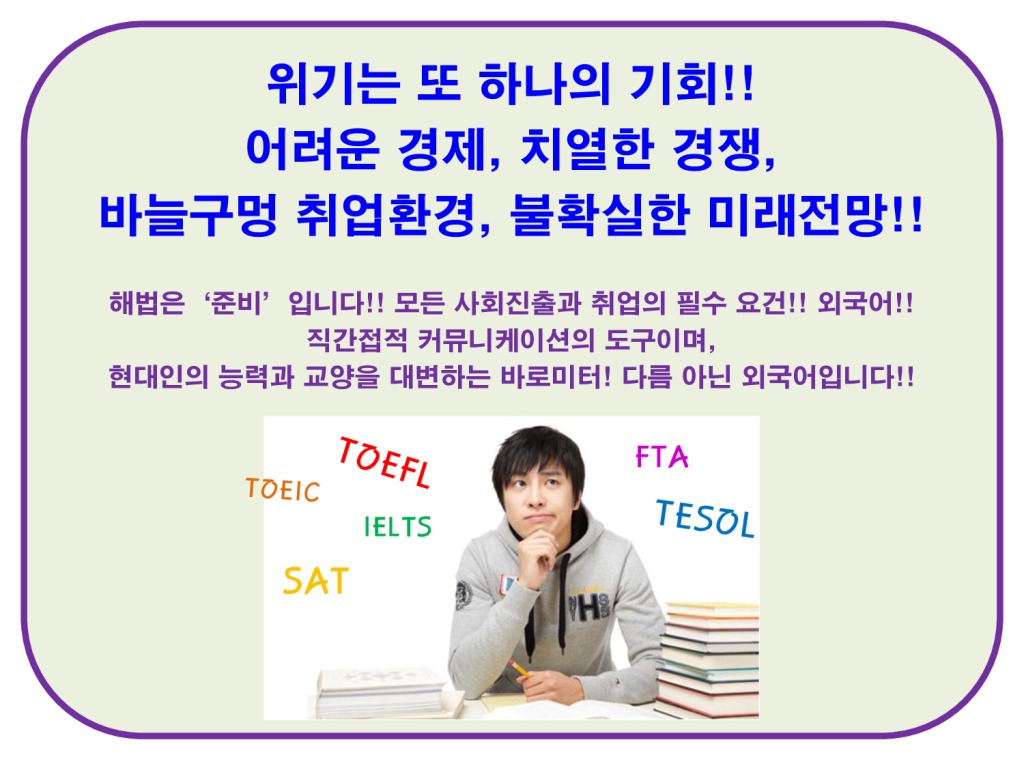 위기는 또 하나의 기회!!
어려운 경제, 치열한 경쟁,
바늘구멍 취업환경, 불확실한 미래전망!!
해법은 ‘준비’ 입니다!! 모든 사회진출과 취업의 필수 요건!! 외국어!!
직간접적 커뮤니케이션의 도구이며,
현대인의 능력과 교양을 대변하는 바로미터! 다름 아닌 외국어입니다!!
TOEFL
FTA
TOEIC
IELTS
TESOL
SAT